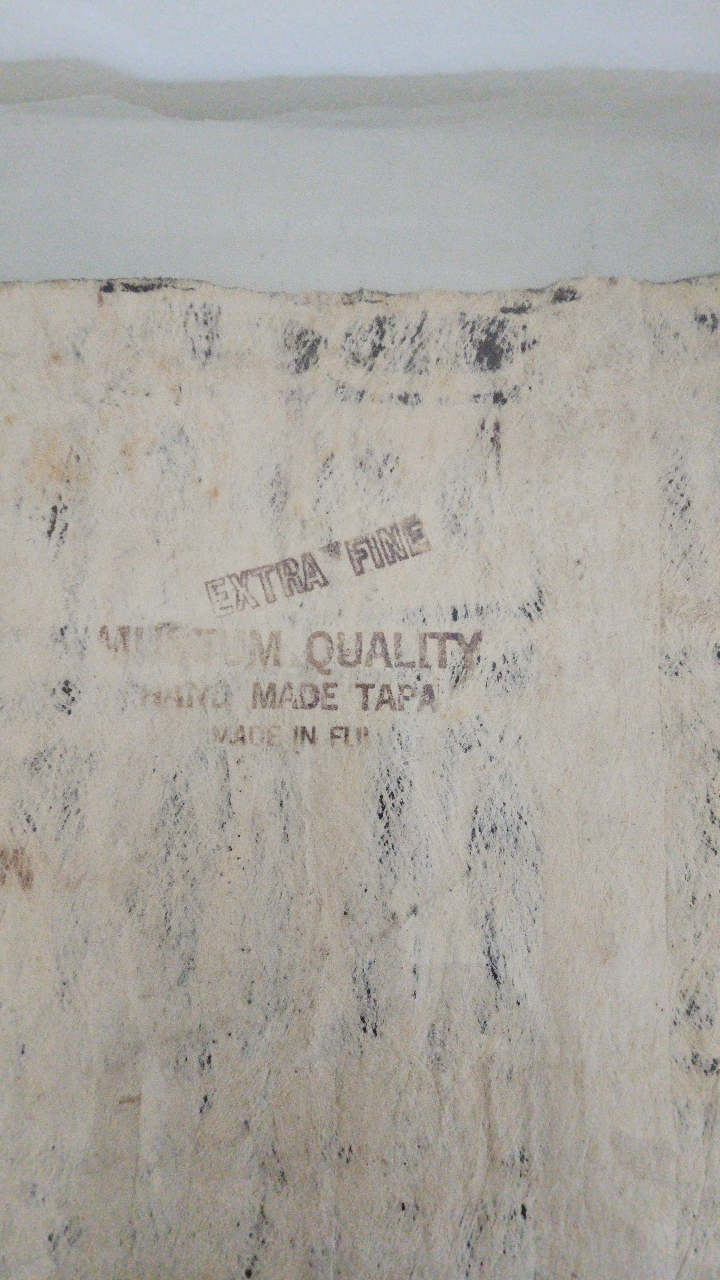 EXTRA FINE
MUSEUM QUALITY
HAND MADE TAPA
MADE IN FIJI